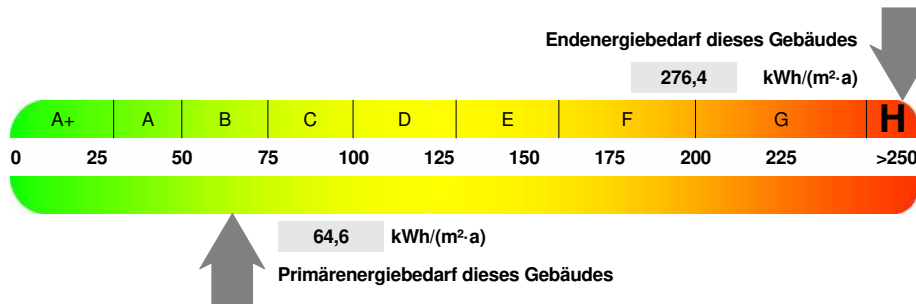 Endenergiebedarf dieses Gebäudes
276,4 kWh/(m²·a)
A+ A B C D E F G H
0 25 50 75 100 125 150 175 200 225 >250
64,6 kWh/(m²·a)
Primärenergiebedarf dieses Gebäudes